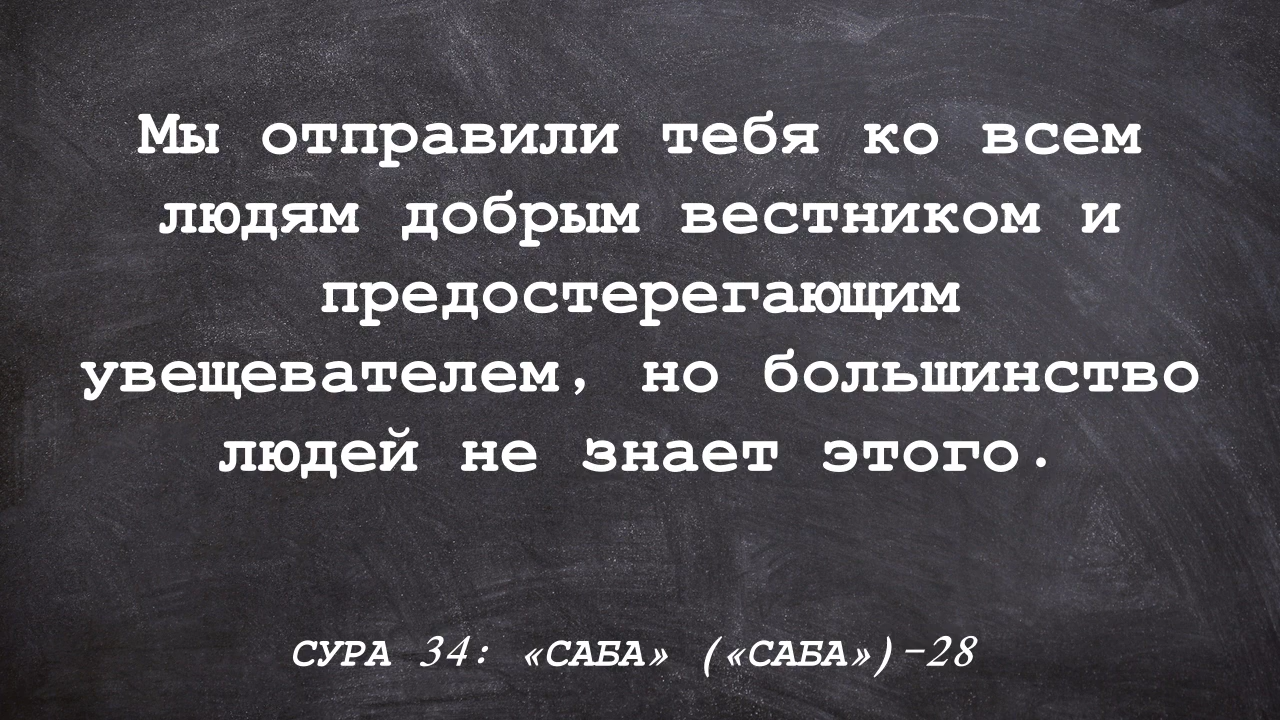 Мы отправили тебя ко всем
людям добрым вестником и
предостерегающим
увещевателем, но большинство
людей не знает этого.
СУРА 34: «САБА» («САБА»)-28